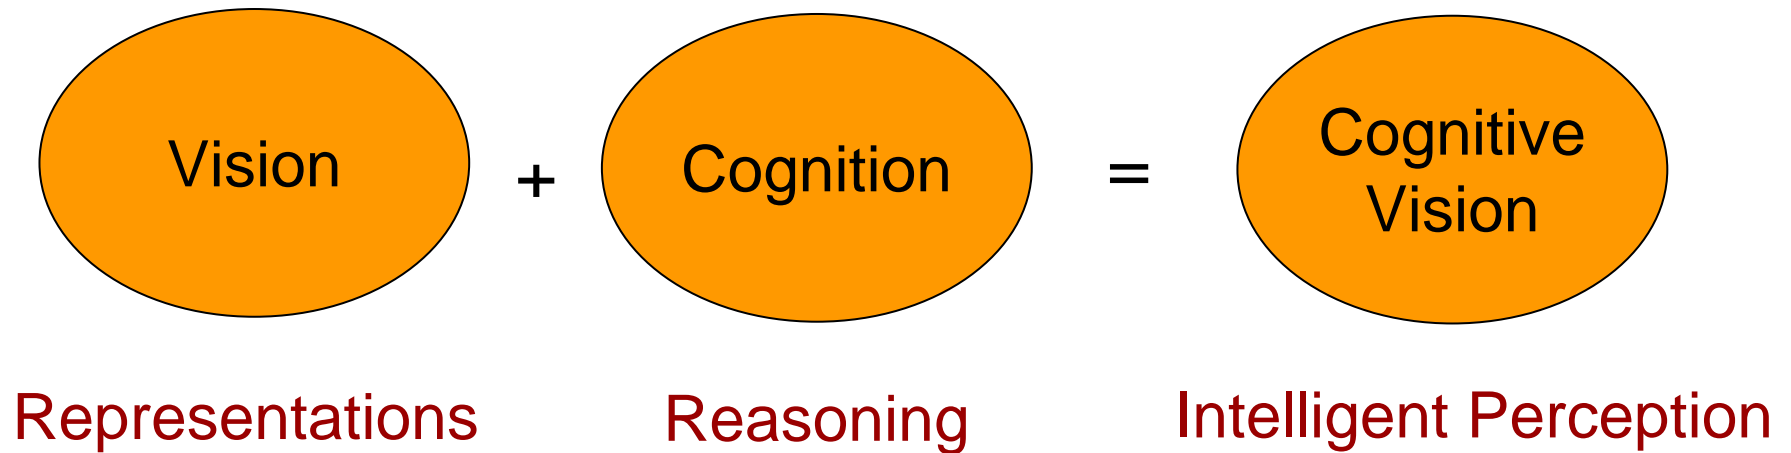 Vision + Cognition = Cognitive
Vision
Representations Reasoning Intelligent Perception